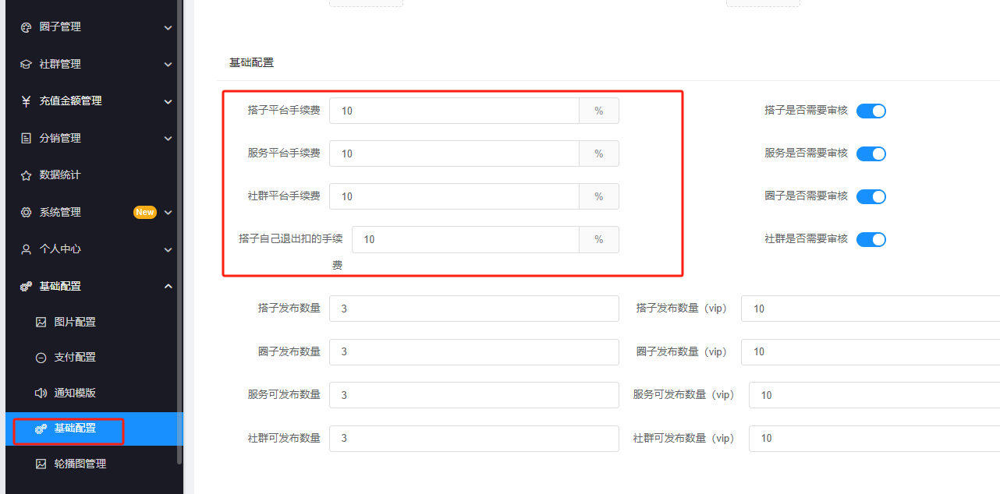 圈子管理
社群管理
充值金额管理
分销管理
数据统计
系统管理 New
个人中心
基础配置
图片配置
支付配置
通知模版
基础配置
轮播图管理
基础配置
搭子平台手续费 10 % 搭子是否需要审核
服务平台手续费 10 % 服务是否需要审核
社群平台手续费 10 % 圈子是否需要审核
搭子自己退出扣的手续 10 % 社群是否需要审核
费
搭子发布数量 3 搭子发布数量（vip） 10
圈子发布数量 3 圈子发布数量（vip） 10
服务可发布数量 3 服务可发布数量（vip） 10
社群可发布数量 3 社群可发布数量（vip） 10